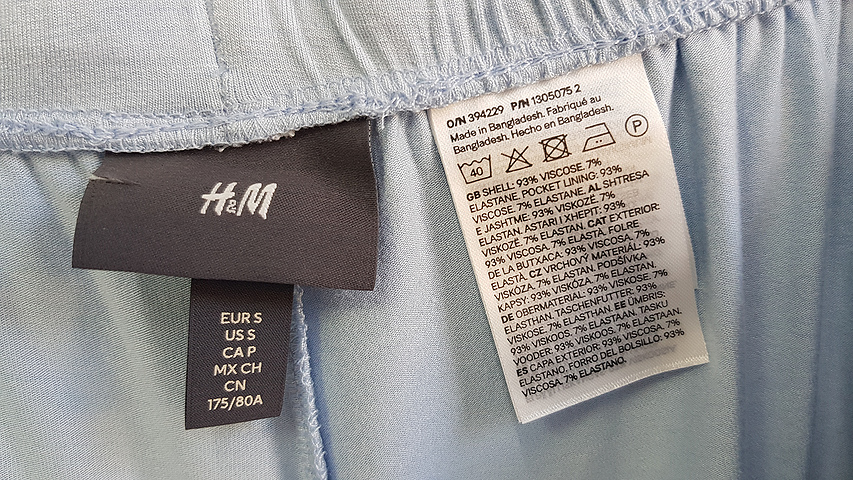 H&M
EUR S
US S
CA P
MX CH
CN
175/80A
O/N 394229 P/N 1305075 2
Made in Bangladesh. Fabriqué au
Bangladesh. Hecho en Bangladesh.
40
P
GB SHELL: 93% VISCOSE. 7%
ELASTANE. POCKET LINING: 93%
VISCOSE. 7% ELASTANE. AL SHTRESA
E JASHTME: 93% VISKOZË. 7%
ELASTAN. ASTARI I XHEPIT: 93%
VISKOZË. 7% ELASTAN. CAT EXTERIOR:
93% VISCOSA. 7% ELASTÀ. FOLRE
DE LA BUTXACA: 93% VISCOSA. 7%
ELASTÀ. CZ VRCHOVÝ MATERIÁL: 93%
VISKÓZA. 7% ELASTAN. PODŠÍVKA
KAPSY: 93% VISKÓZA. 7% ELASTAN.
DE OBERMATERIAL: 93% VISKOSE. 7%
ELASTHAN. TASCHENFUTTER: 93%
VISKOSE. 7% ELASTHAN. EE ÜMBRIS:
93% VISKOOS. 7% ELASTAAN. TASKU
VOODER: 93% VISKOOS. 7% ELASTAAN.
ES CAPA EXTERIOR: 93% VISCOSA. 7%
ELASTANO. FORRO DEL BOLSILLO: 93%
VISCOSA. 7% ELASTANO.